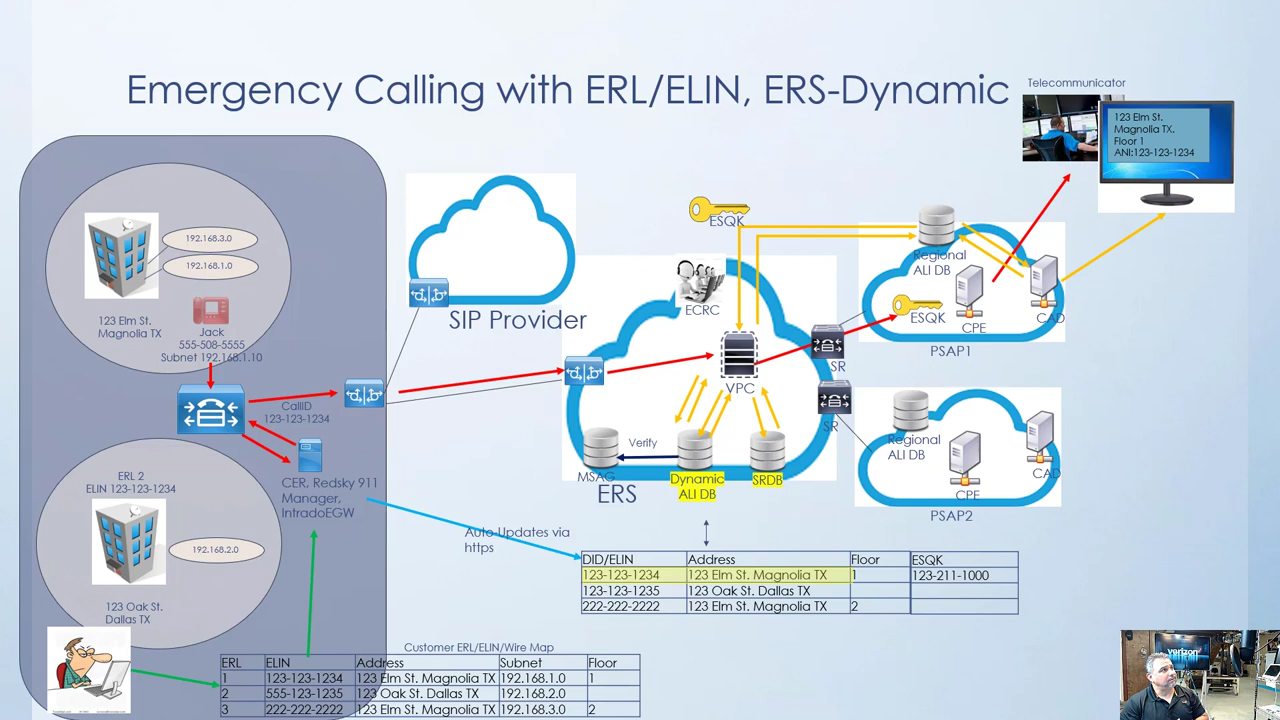 Emergency Calling with ERL/ELIN, ERS-Dynamic
Telecommunicator
123 Elm St.
Magnolia TX.
Floor 1
ANI:123-123-1234
192.168.3.0
192.168.1.0
123 Elm St.
Magnolia TX
Jack
555-508-5555
Subnet 192.168.1.10
CallID
123-123-1234
SIP Provider
ESQK
ECRC
VPC
SR
SR
Regional
ALI DB
ESQK
CPE
CAD
PSAP1
Regional
ALI DB
CPE
CAD
PSAP2
Verify
MSAG
Dynamic
ALI DB
SRDB
ERS
ERL 2
ELIN 123-123-1234
192.168.2.0
123 Oak St.
Dallas TX
CER, Redsky 911
Manager,
IntradoEGW
Auto-Updates via
https
DID/ELIN Address Floor ESQK
123-123-1234 123 Elm St. Magnolia TX 1 123-211-1000
123-123-1235 123 Oak St. Dallas TX
222-222-2222 123 Elm St. Magnolia TX 2
Customer ERL/ELIN/Wire Map
ERL ELIN Address Subnet Floor
1 123-123-1234 123 Elm St. Magnolia TX 192.168.1.0 1
2 555-123-1235 123 Oak St. Dallas TX 192.168.2.0
3 222-222-2222 123 Elm St. Magnolia TX 192.168.3.0 2
verizon